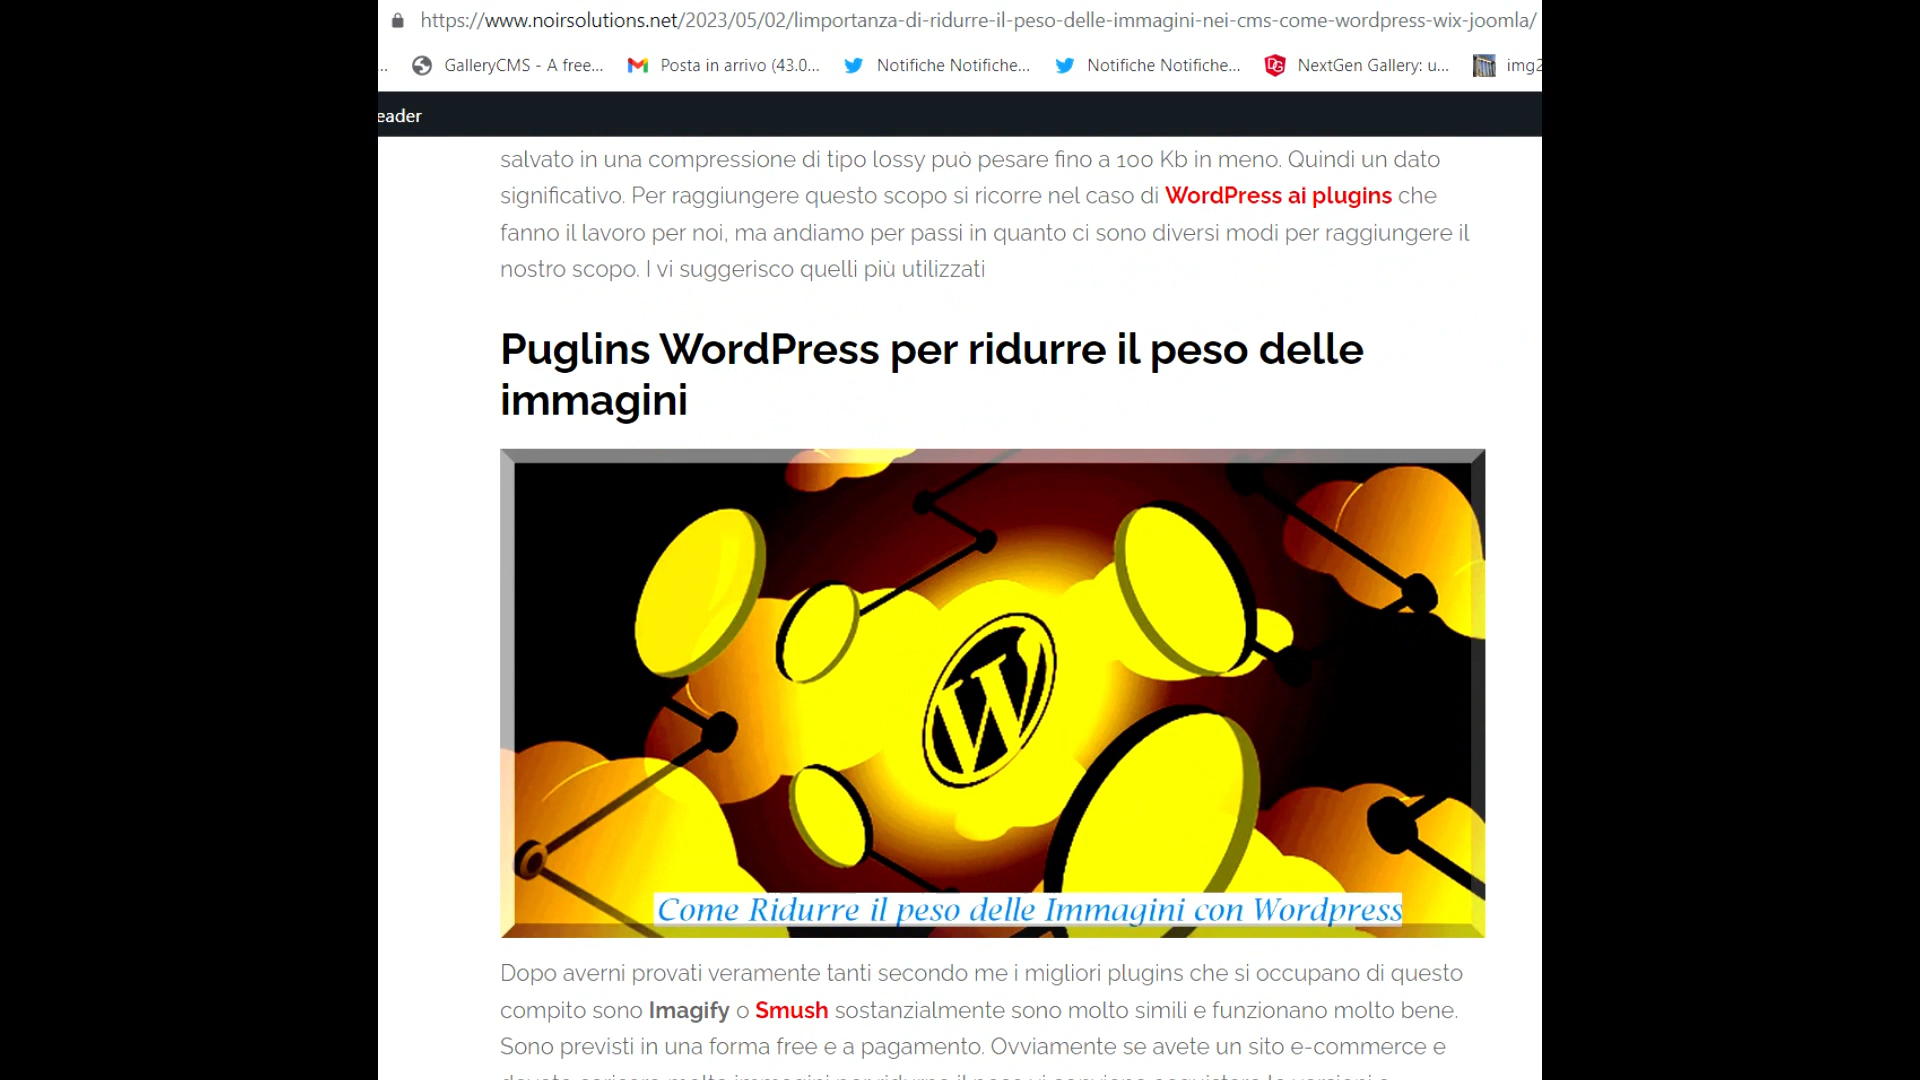 https://www.noirsolutions.net/2023/05/02/limportanza-di-ridurre-il-peso-delle-immagini-nei-cms-come-wordpress-wix-joomla/
... GalleryCMS - A free... Posta in arrivo (43.0... Notifiche Notifiche... Notifiche Notifiche... NextGen Gallery: u... img2
eader
salvato in una compressione di tipo lossy può pesare fino a 100 Kb in meno. Quindi un dato
significativo. Per raggiungere questo scopo si ricorre nel caso di WordPress ai plugins che
fanno il lavoro per noi, ma andiamo per passi in quanto ci sono diversi modi per raggiungere il
nostro scopo. I vi suggerisco quelli più utilizzati
Puglins WordPress per ridurre il peso delle
immagini
W
Come Ridurre il peso delle Immagini con Wordpress
Dopo averni provati veramente tanti secondo me i migliori plugins che si occupano di questo
compito sono Imagify o Smush sostanzialmente sono molto simili e funzionano molto bene.
Sono previsti in una forma free e a pagamento. Ovviamente se avete un sito e-commerce e